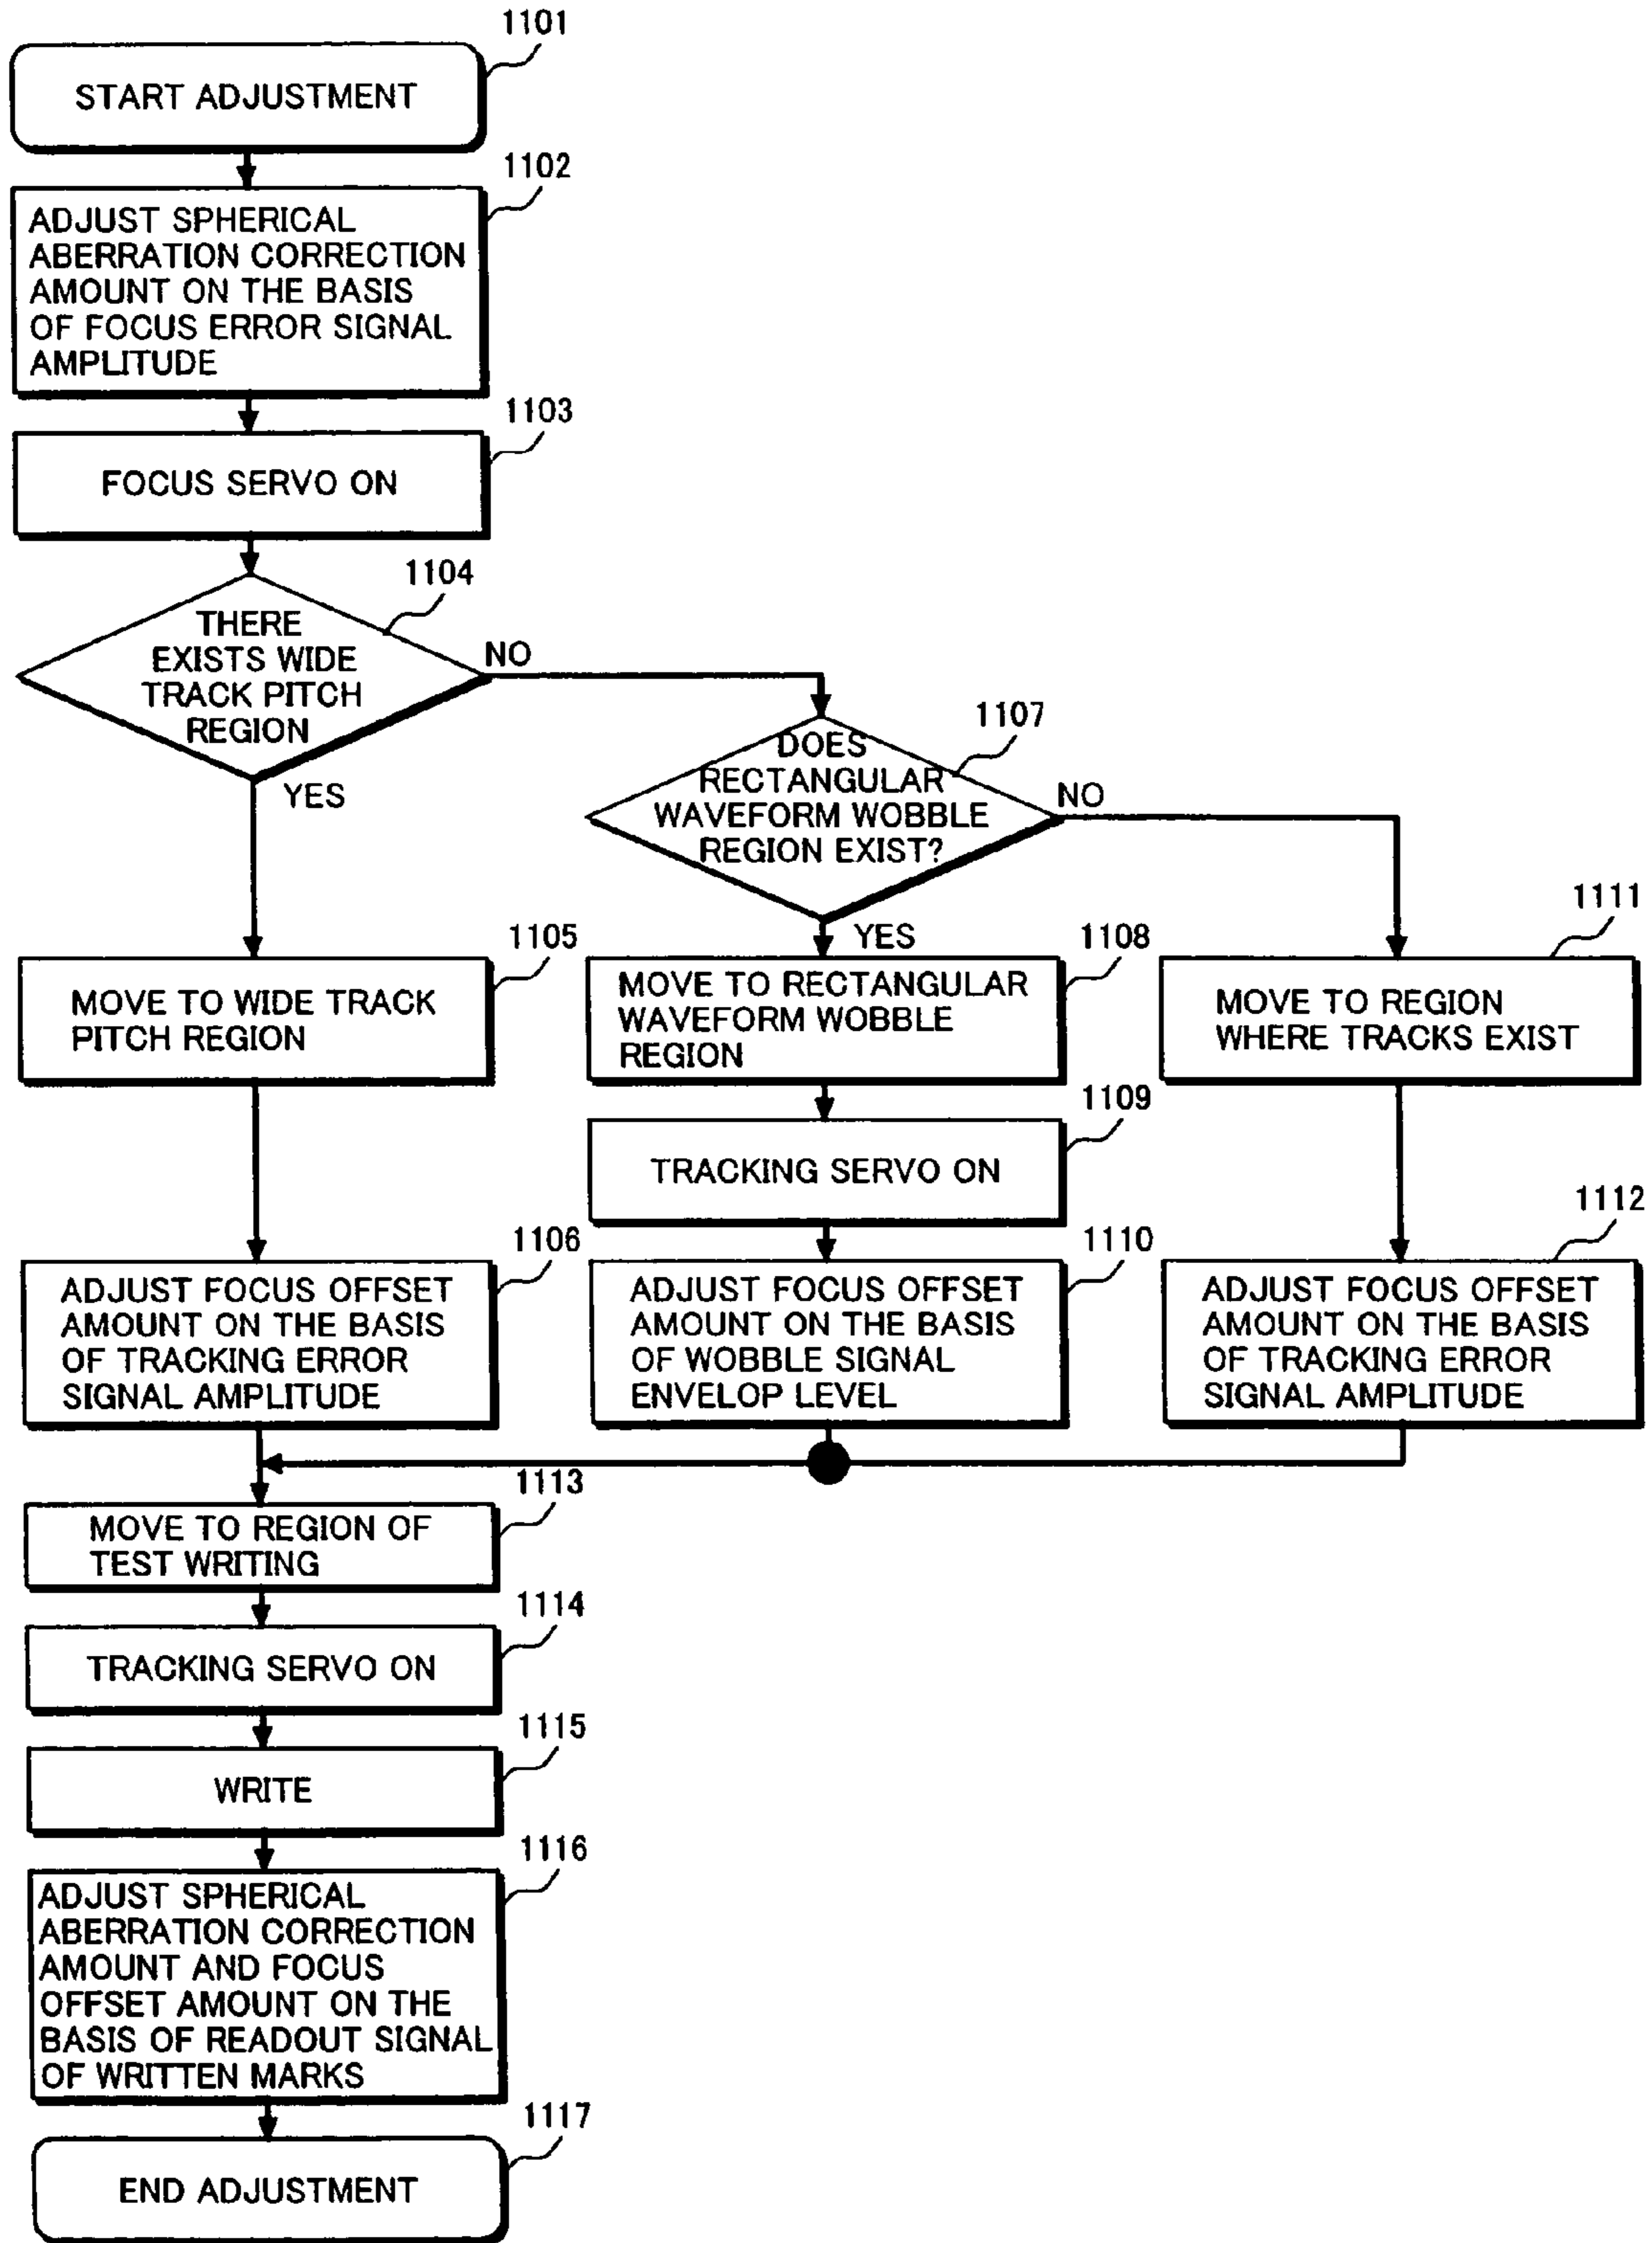 1101
START ADJUSTMENT
1102
ADJUST SPHERICAL
ABERRATION CORRECTION
AMOUNT ON THE BASIS
OF FOCUS ERROR SIGNAL
AMPLITUDE
1103
FOCUS SERVO ON
1104
THERE
EXISTS WIDE
TRACK PITCH
REGION
NO
YES
1107
DOES
RECTANGULAR
WAVEFORM WOBBLE
REGION EXIST?
NO
YES
1105
MOVE TO WIDE TRACK
PITCH REGION
1108
MOVE TO RECTANGULAR
WAVEFORM WOBBLE
REGION
1111
MOVE TO REGION
WHERE TRACKS EXIST
1109
TRACKING SERVO ON
1106
ADJUST FOCUS OFFSET
AMOUNT ON THE BASIS
OF TRACKING ERROR
SIGNAL AMPLITUDE
1110
ADJUST FOCUS OFFSET
AMOUNT ON THE BASIS
OF WOBBLE SIGNAL
ENVELOP LEVEL
1112
ADJUST FOCUS OFFSET
AMOUNT ON THE BASIS
OF TRACKING ERROR
SIGNAL AMPLITUDE
1113
MOVE TO REGION OF
TEST WRITING
1114
TRACKING SERVO ON
1115
WRITE
1116
ADJUST SPHERICAL
ABERRATION CORRECTION
AMOUNT AND FOCUS
OFFSET AMOUNT ON THE
BASIS OF READOUT SIGNAL
OF WRITTEN MARKS
1117
END ADJUSTMENT